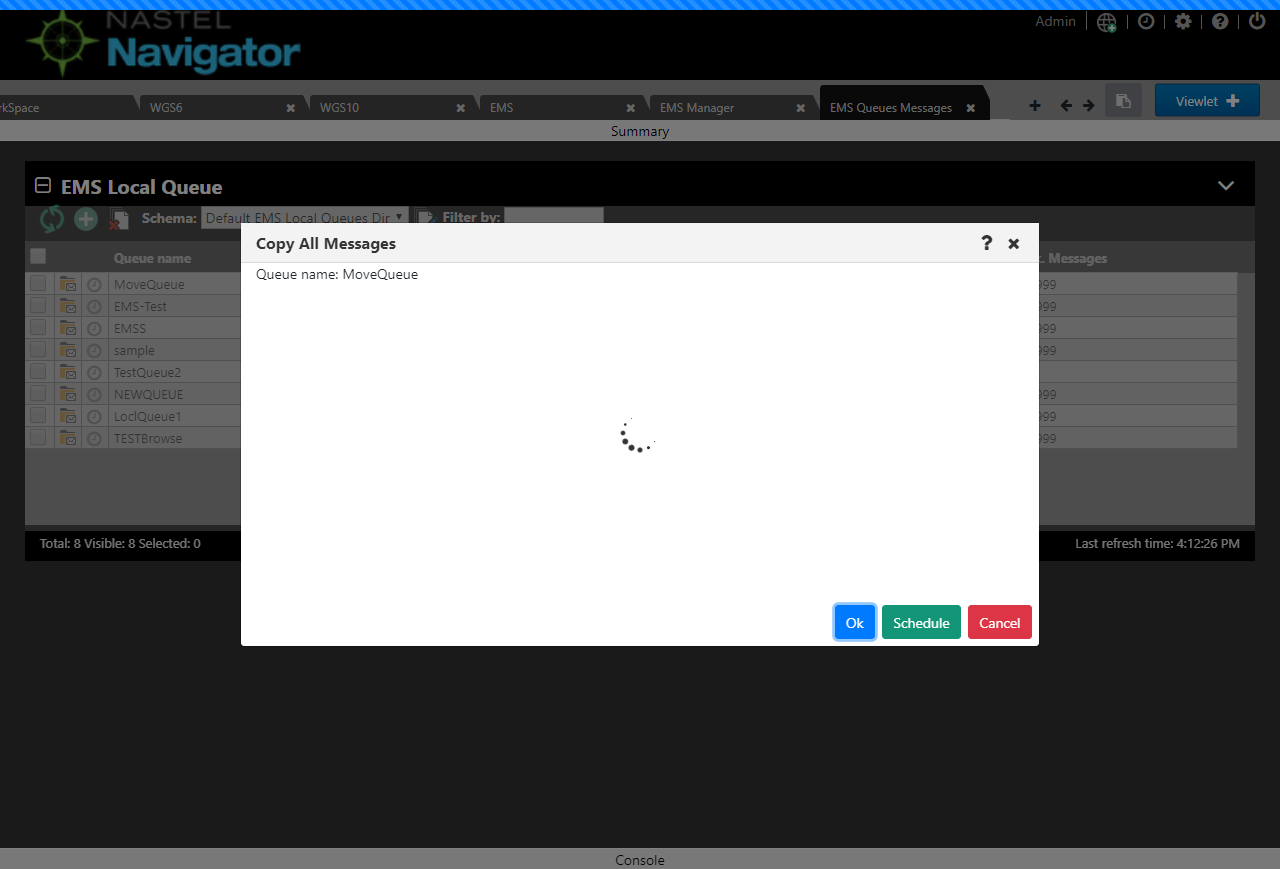 NASTEL
Navigator
Admin
rkSpace
WGS6
WGS10
EMS
EMS Manager
EMS Queues Messages
Viewlet
Summary
EMS Local Queue
Schema: Default EMS Local Queues Dir
Filter by:
Copy All Messages
?
Queue name: MoveQueue
Queue name
. Messages
MoveQueue
999
EMS-Test
999
EMSS
999
sample
999
TestQueue2
NEWQUEUE
999
LoclQueue1
999
TESTBrowse
999
Total: 8 Visible: 8 Selected: 0
Last refresh time: 4:12:26 PM
Ok
Schedule
Cancel
Console